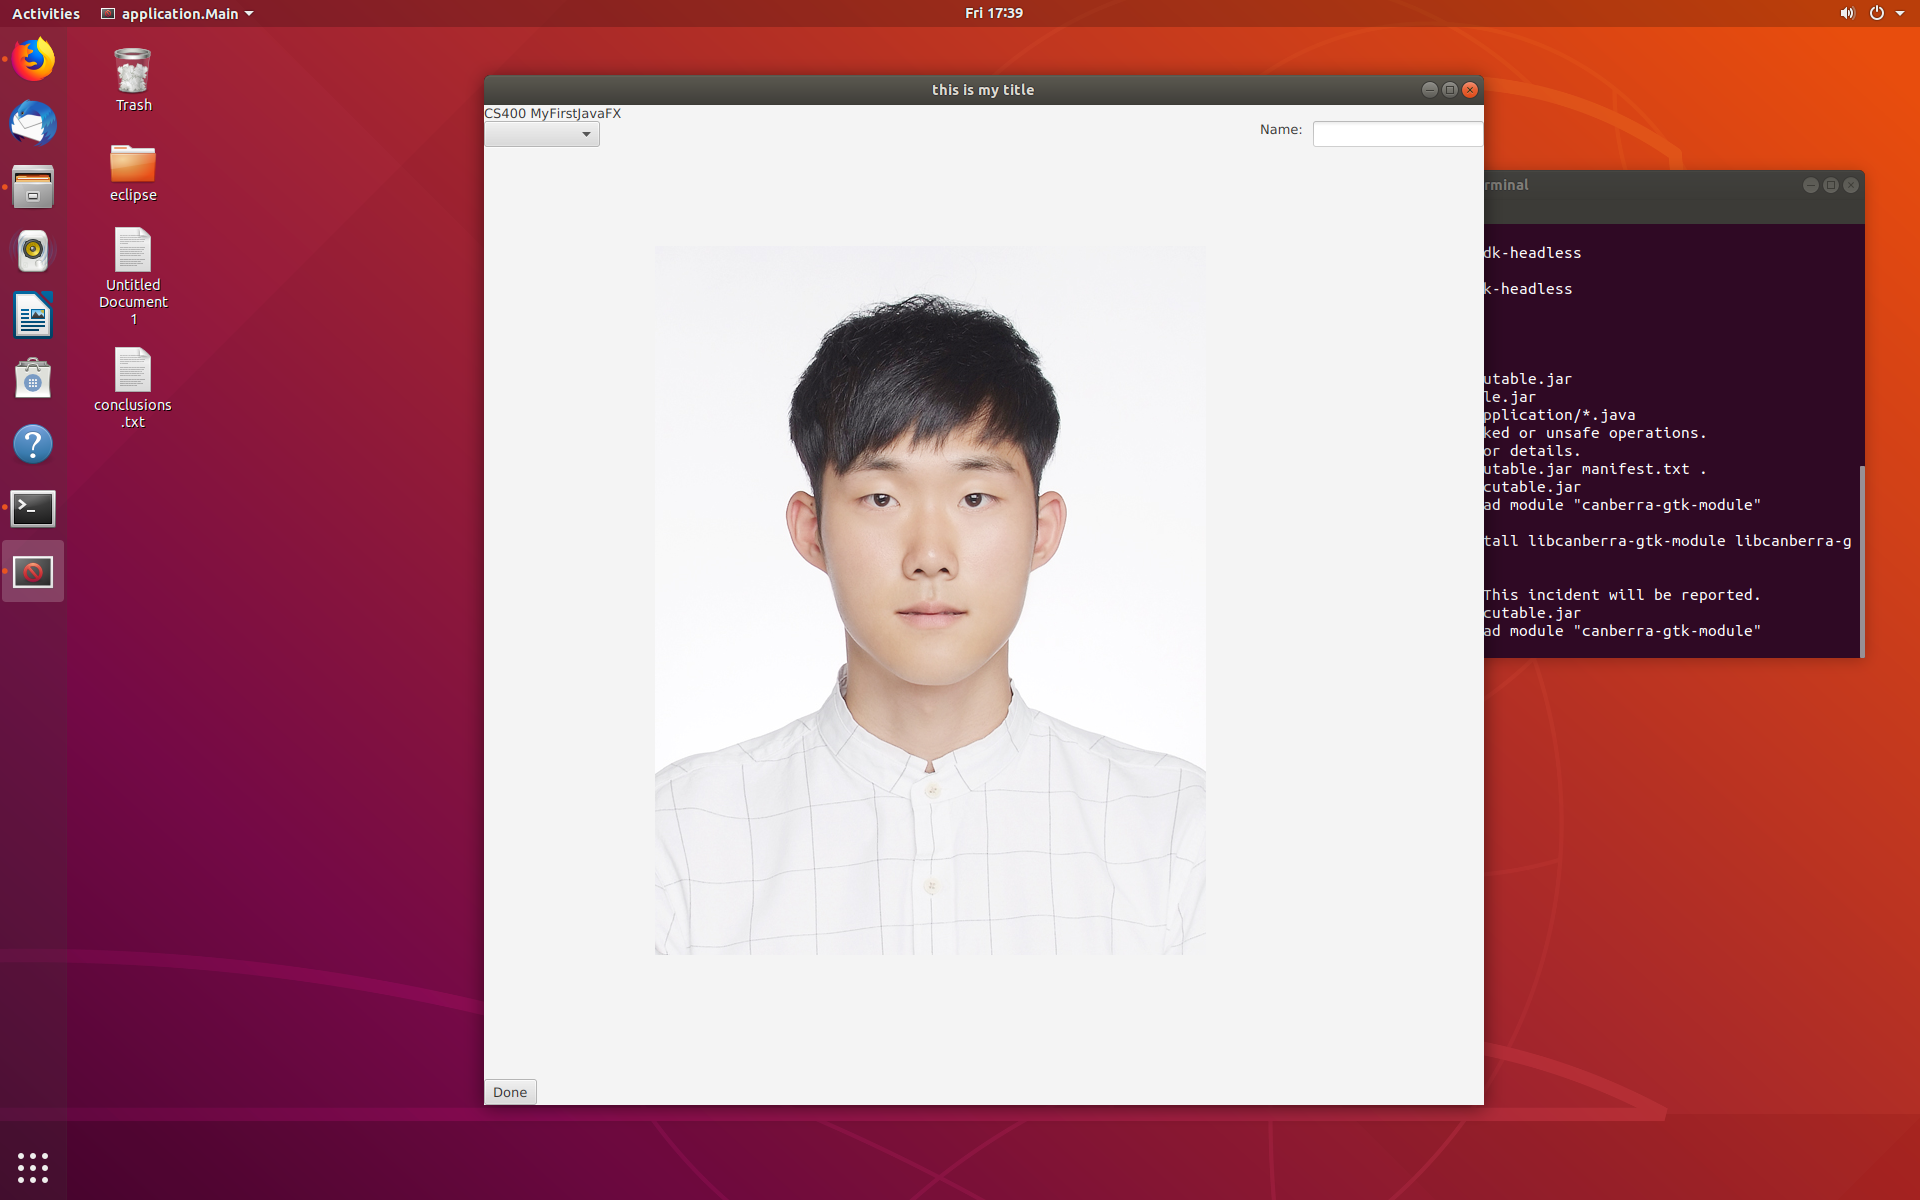 Activities
application.Main
Fri 17:39
Trash
eclipse
Untitled
Document
1
conclusions
.txt
this is my title
CS400 MyFirstJavaFX
Name:
Done
rminal
dk-headless
k-headless
utable.jar
le.jar
pplication/*.java
ked or unsafe operations.
or details.
utable.jar manifest.txt .
cutable.jar
ad module "canberra-gtk-module"
tall libcanberra-gtk-module libcanberra-g
This incident will be reported.
cutable.jar
ad module "canberra-gtk-module"